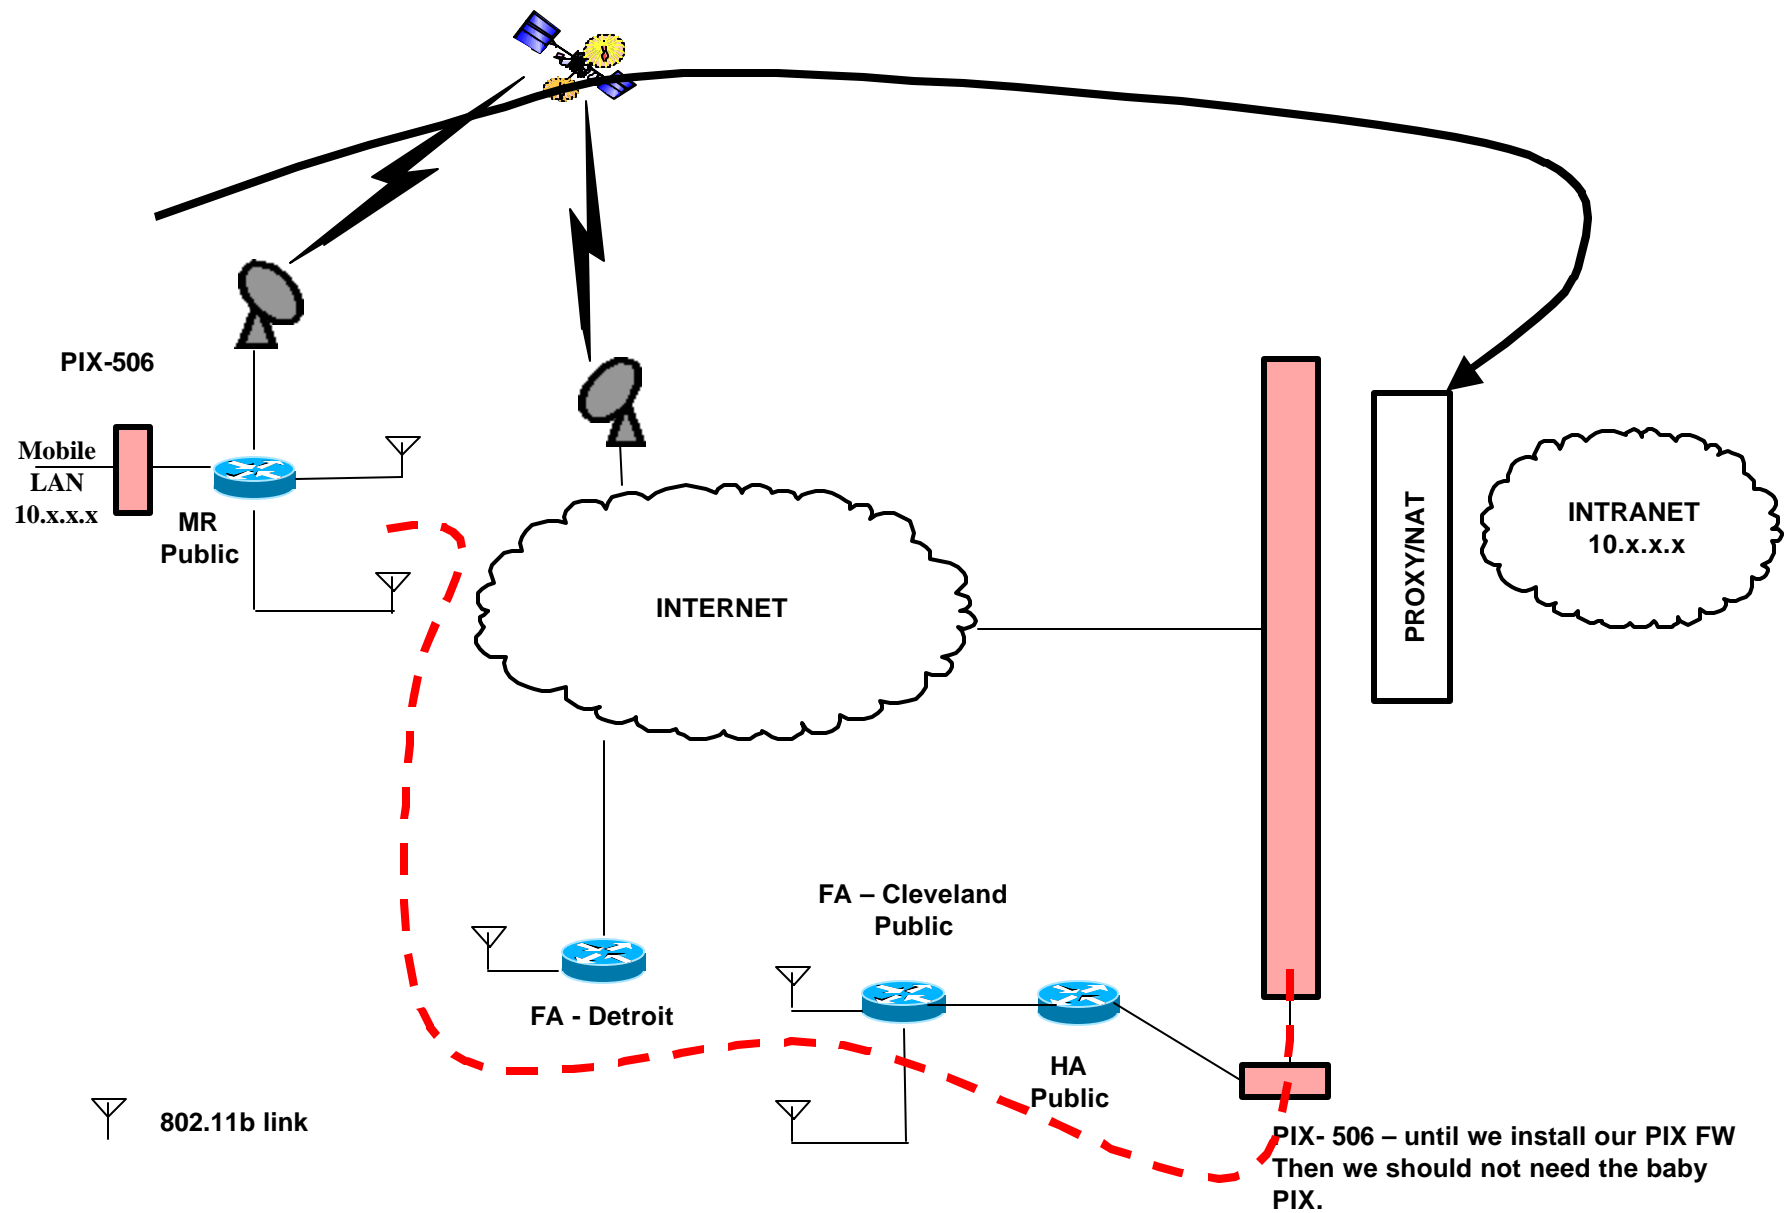 PIX-506
Mobile
LAN
10.x.x.x
MR
Public
INTERNET
PROXY/NAT
INTRANET
10.x.x.x
FA – Cleveland
Public
FA - Detroit
HA
Public
802.11b link
PIX- 506 – until we install our PIX FW
Then we should not need the baby
PIX.